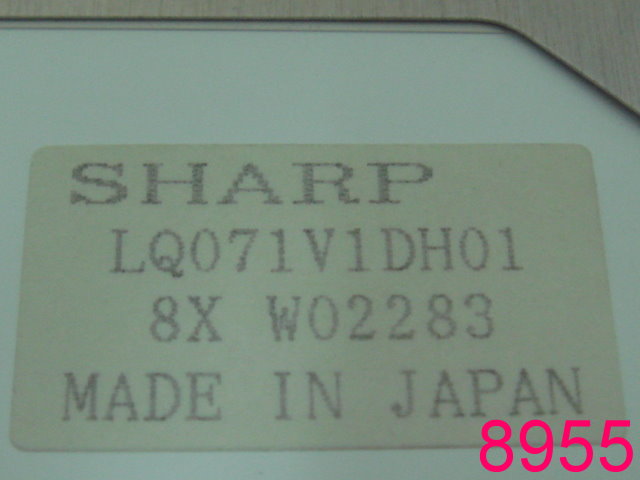 SHARP
LQ071V1DH01
8X W02283
MADE IN JAPAN
8955